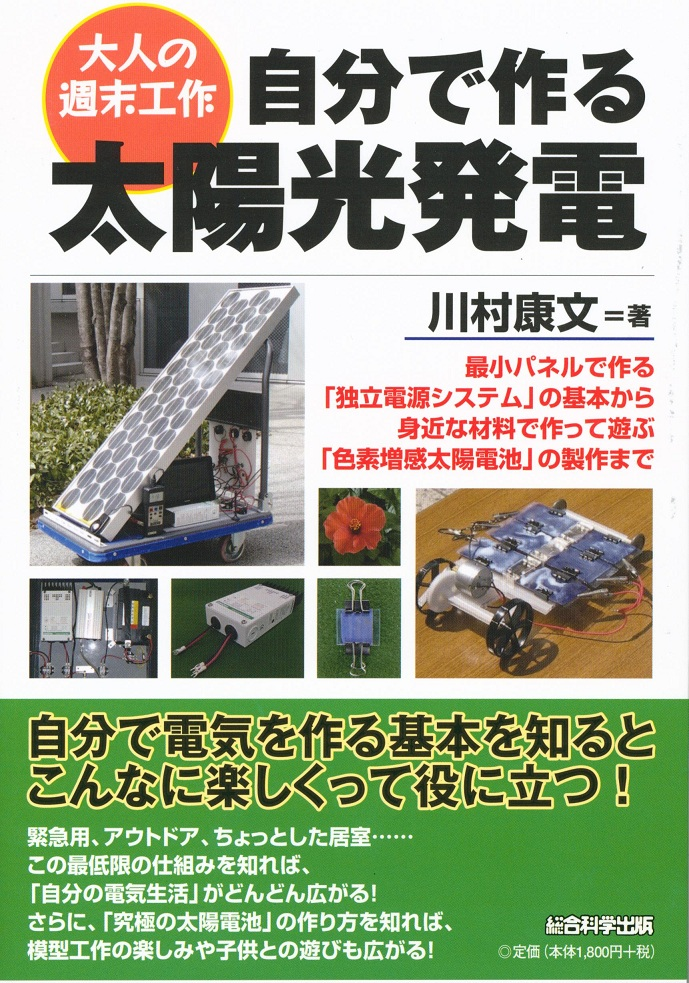 大人の
週末工作
自分で作る
太陽光発電
川村康文=著
最小パネルで作る
「独立電源システム」の基本から
身近な材料で作って遊ぶ
「色素増感太陽電池」の製作まで
自分で電気を作る基本を知ると
こんなに楽しくって役に立つ!
緊急用、アウトドア、ちょっとした居室……
この最低限の仕組みを知れば、
「自分の電気生活」がどんどん広がる!
さらに、「究極の太陽電池」の作り方を知れば、
模型工作の楽しみや子供との遊びも広がる!
総合科学出版
◎定価(本体1,800円+税)